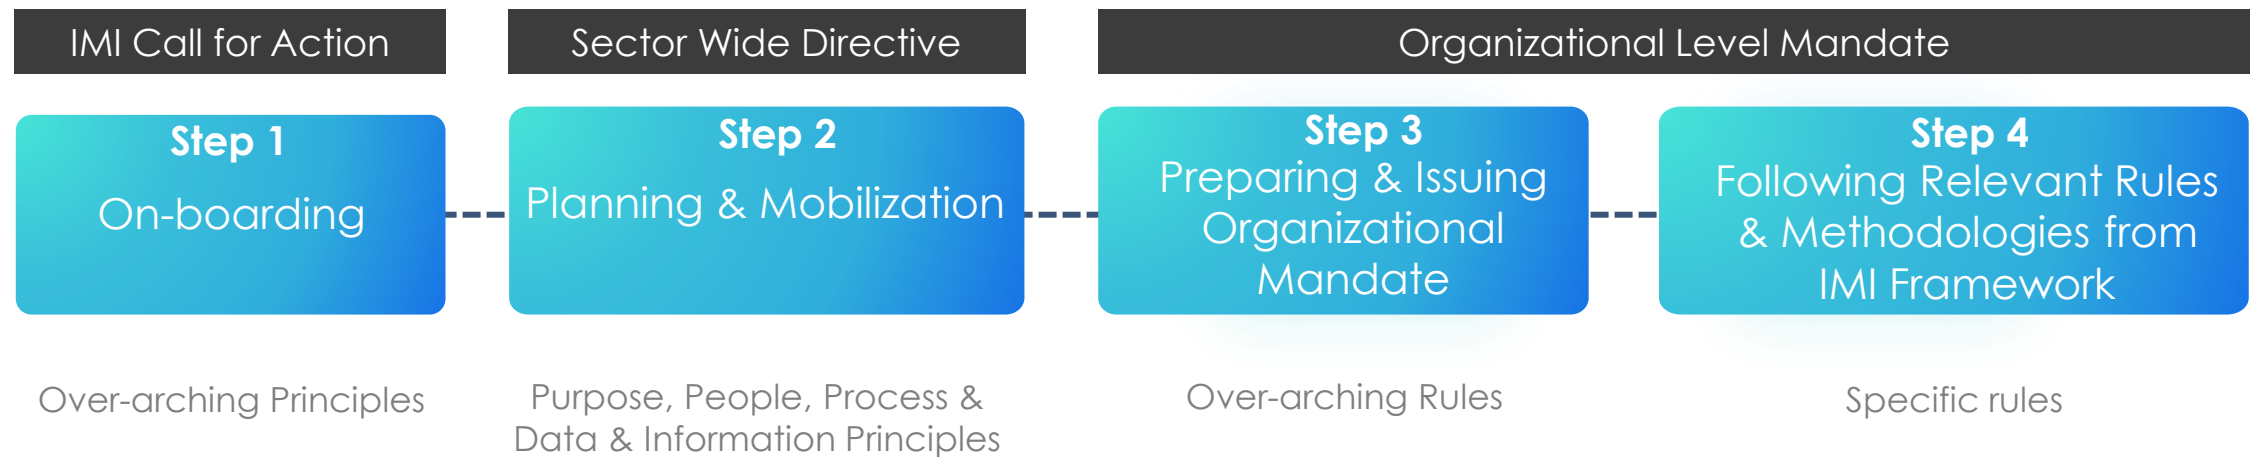 IMI Call for Action
Sector Wide Directive
Organizational Level Mandate
Step 1
On-boarding
Step 2
Planning & Mobilization
Step 3
Preparing & Issuing
Organizational
Mandate
Step 4
Following Relevant Rules
& Methodologies from
IMI Framework
Over-arching Principles
Purpose, People, Process &
Data & Information Principles
Over-arching Rules
Specific rules